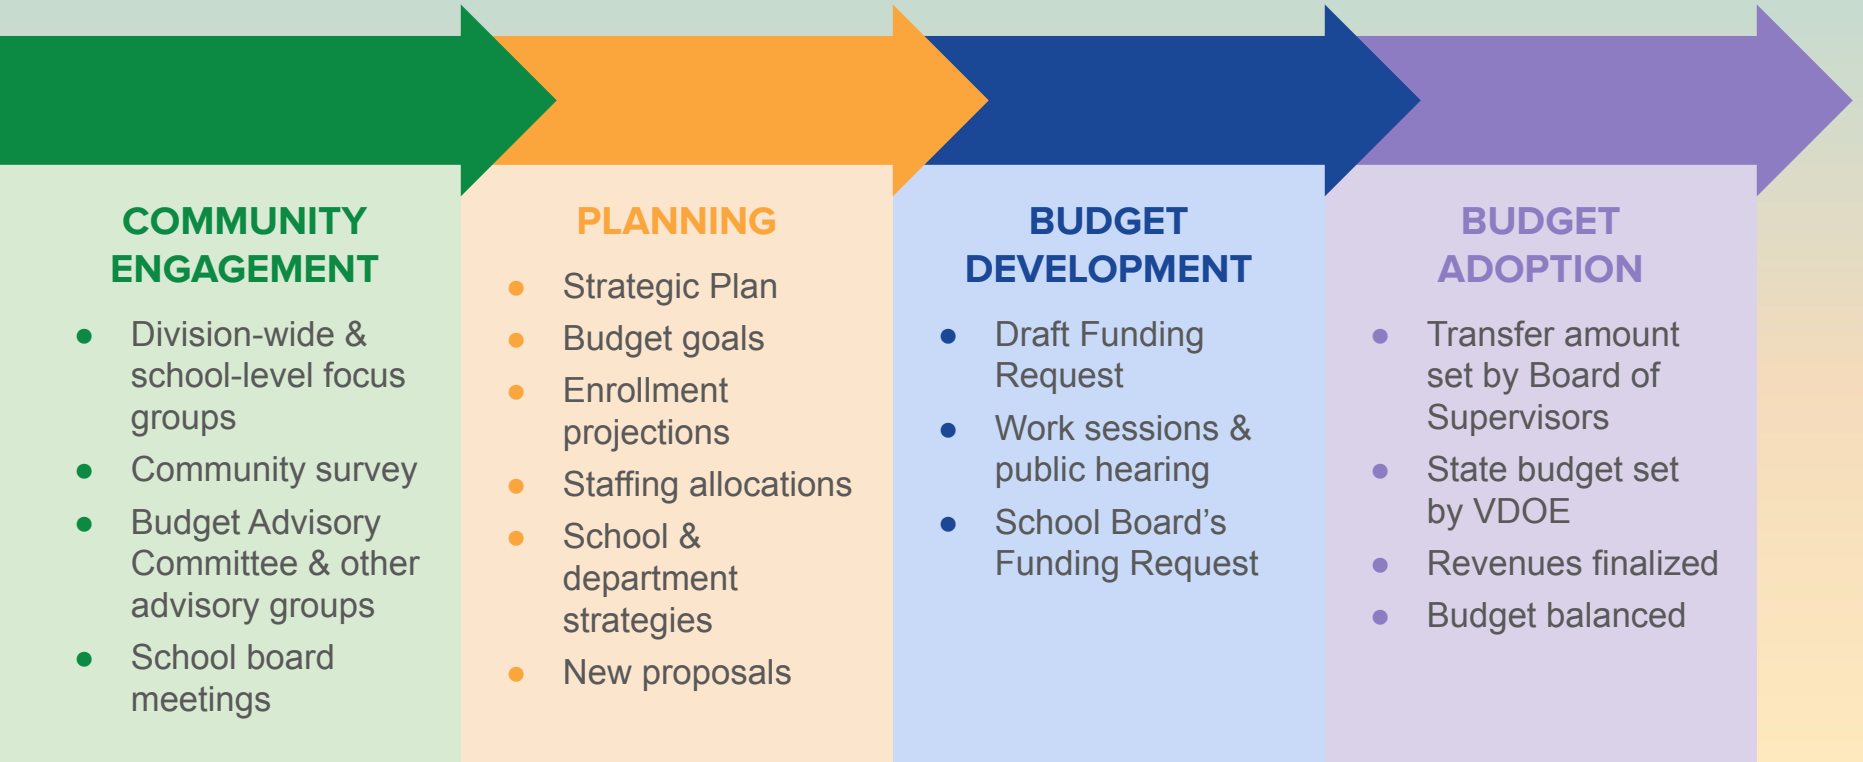 COMMUNITY
ENGAGEMENT
● Division-wide &
school-level focus
groups
● Community survey
● Budget Advisory
Committee & other
advisory groups
● School board
meetings
PLANNING
● Strategic Plan
● Budget goals
● Enrollment
projections
● Staffing allocations
● School &
department
strategies
● New proposals
BUDGET
DEVELOPMENT
● Draft Funding
Request
● Work sessions &
public hearing
● School Board’s
Funding Request
BUDGET
ADOPTION
● Transfer amount
set by Board of
Supervisors
● State budget set
by VDOE
● Revenues finalized
● Budget balanced